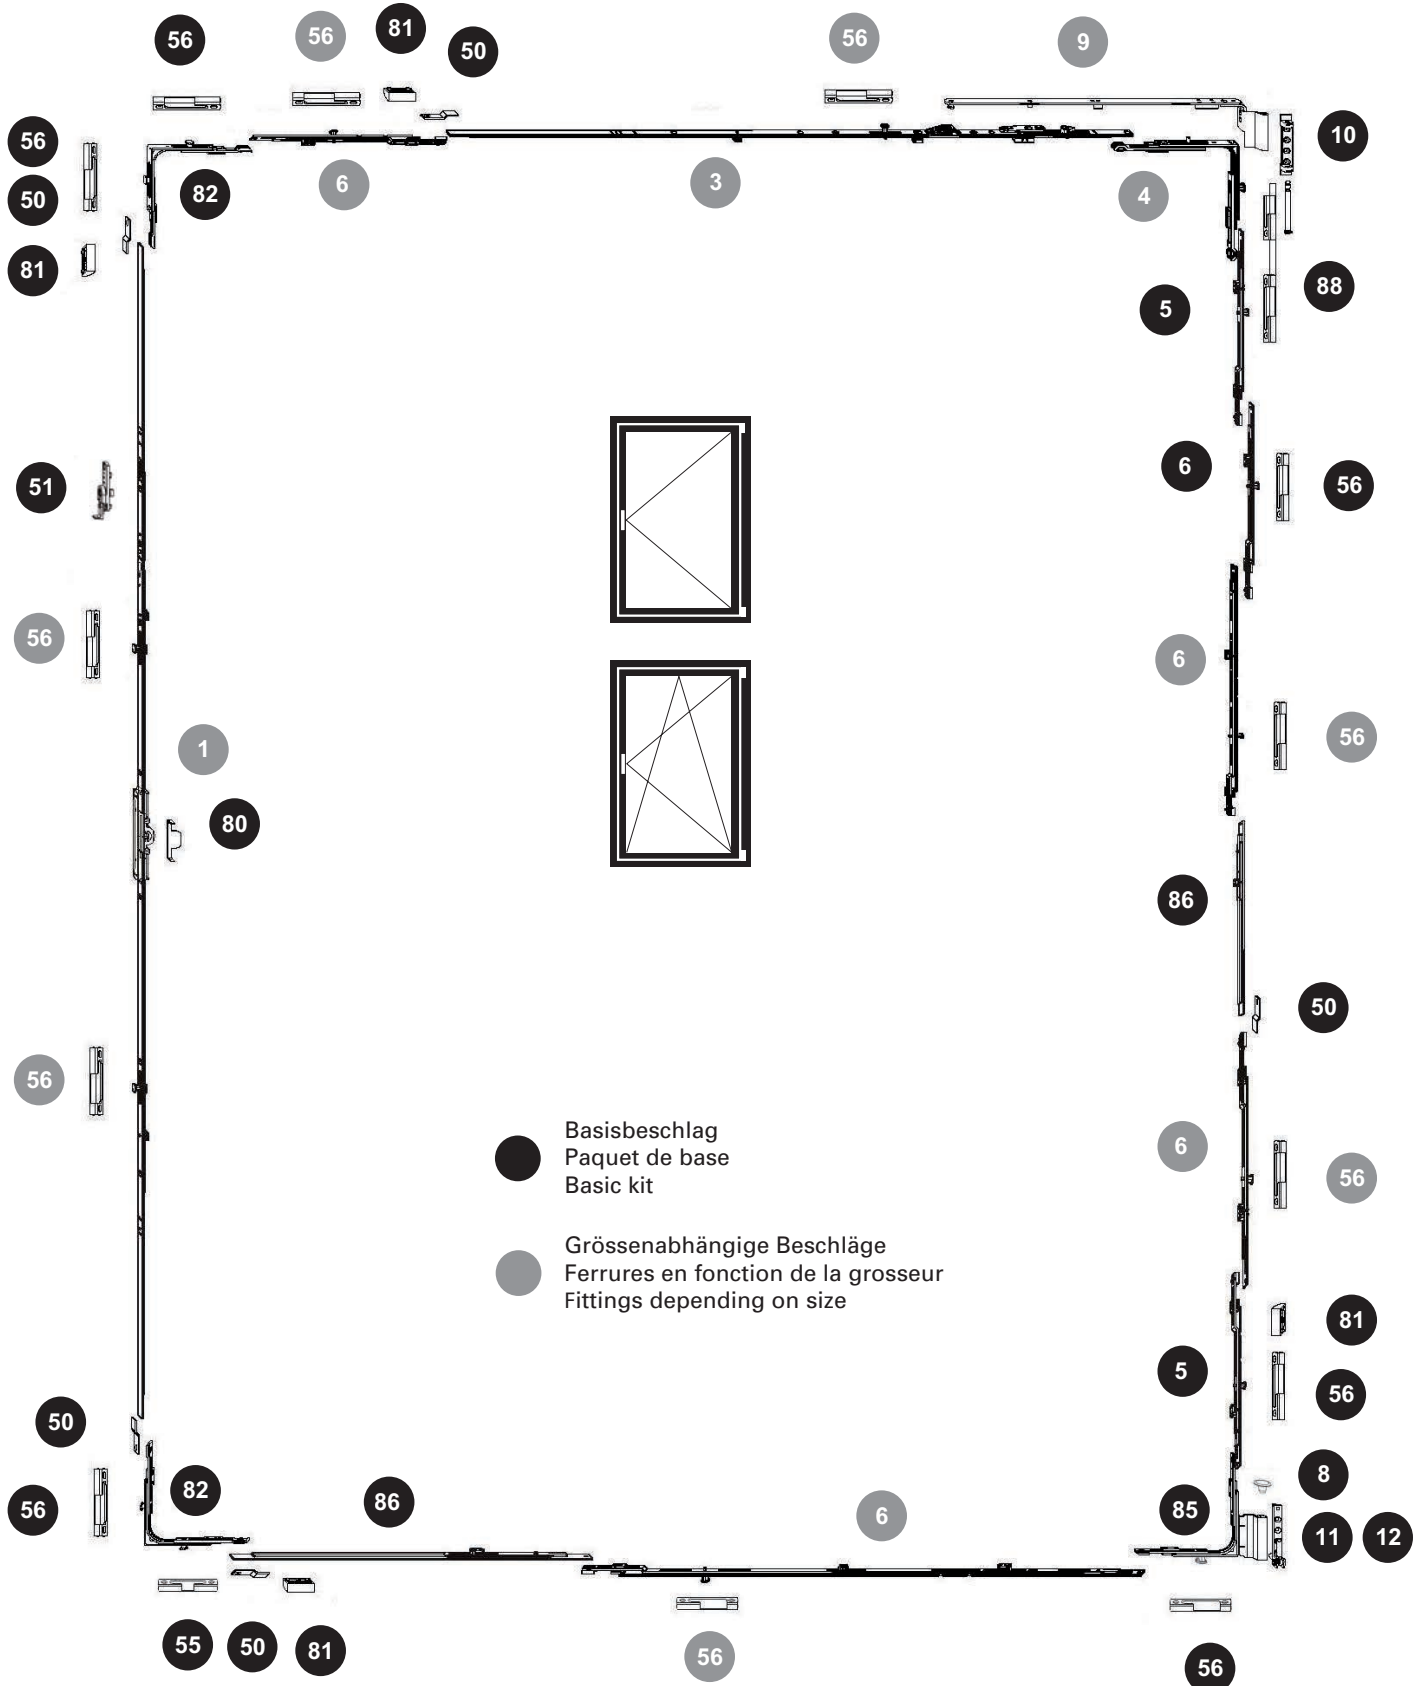 56 56 81 50 56 9
56 10
50 82 6 3 4
81 88
5
51 6 56
56 6
1 56
80
86
50
56
Basisbeschlag
Paquet de base
Basic kit
6 56
Grössenabhängige Beschläge
Ferrures en fonction de la grosseur
Fittings depending on size
81
5 56
50
56 82 86 6 85 8
11 12
55 50 81 56 56